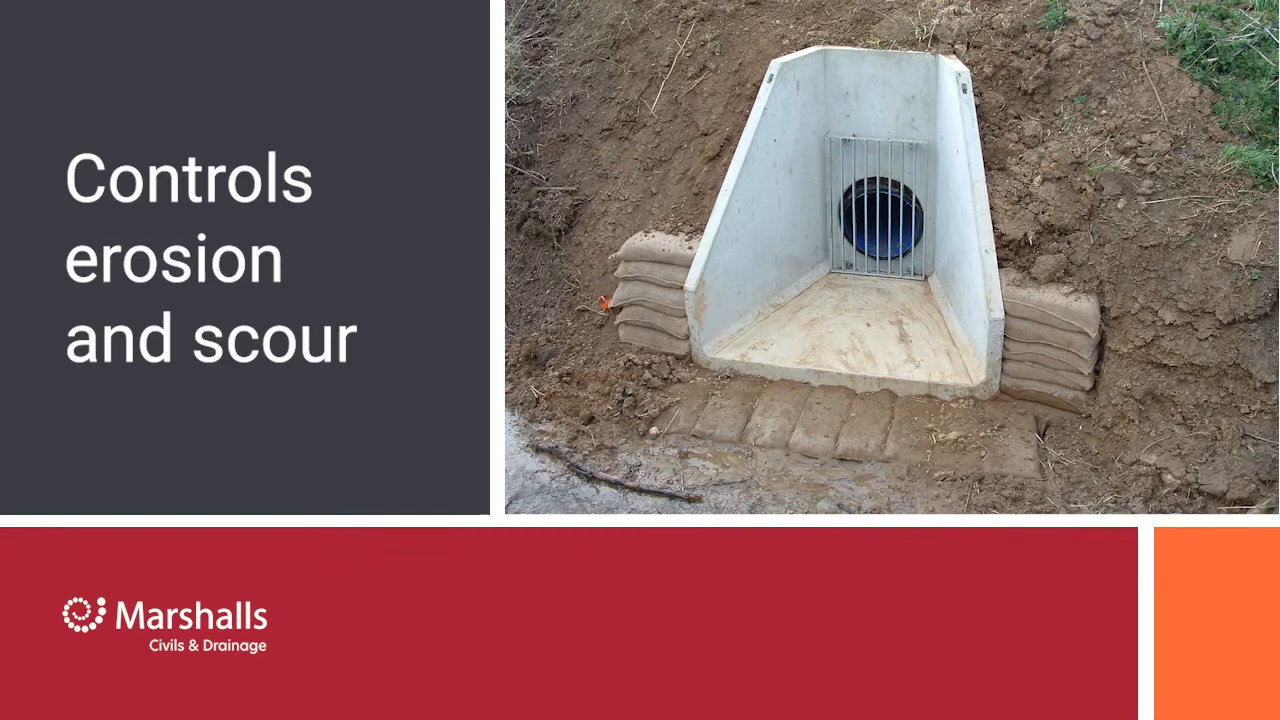 Controls
erosion
and scour
Marshalls
Civils & Drainage